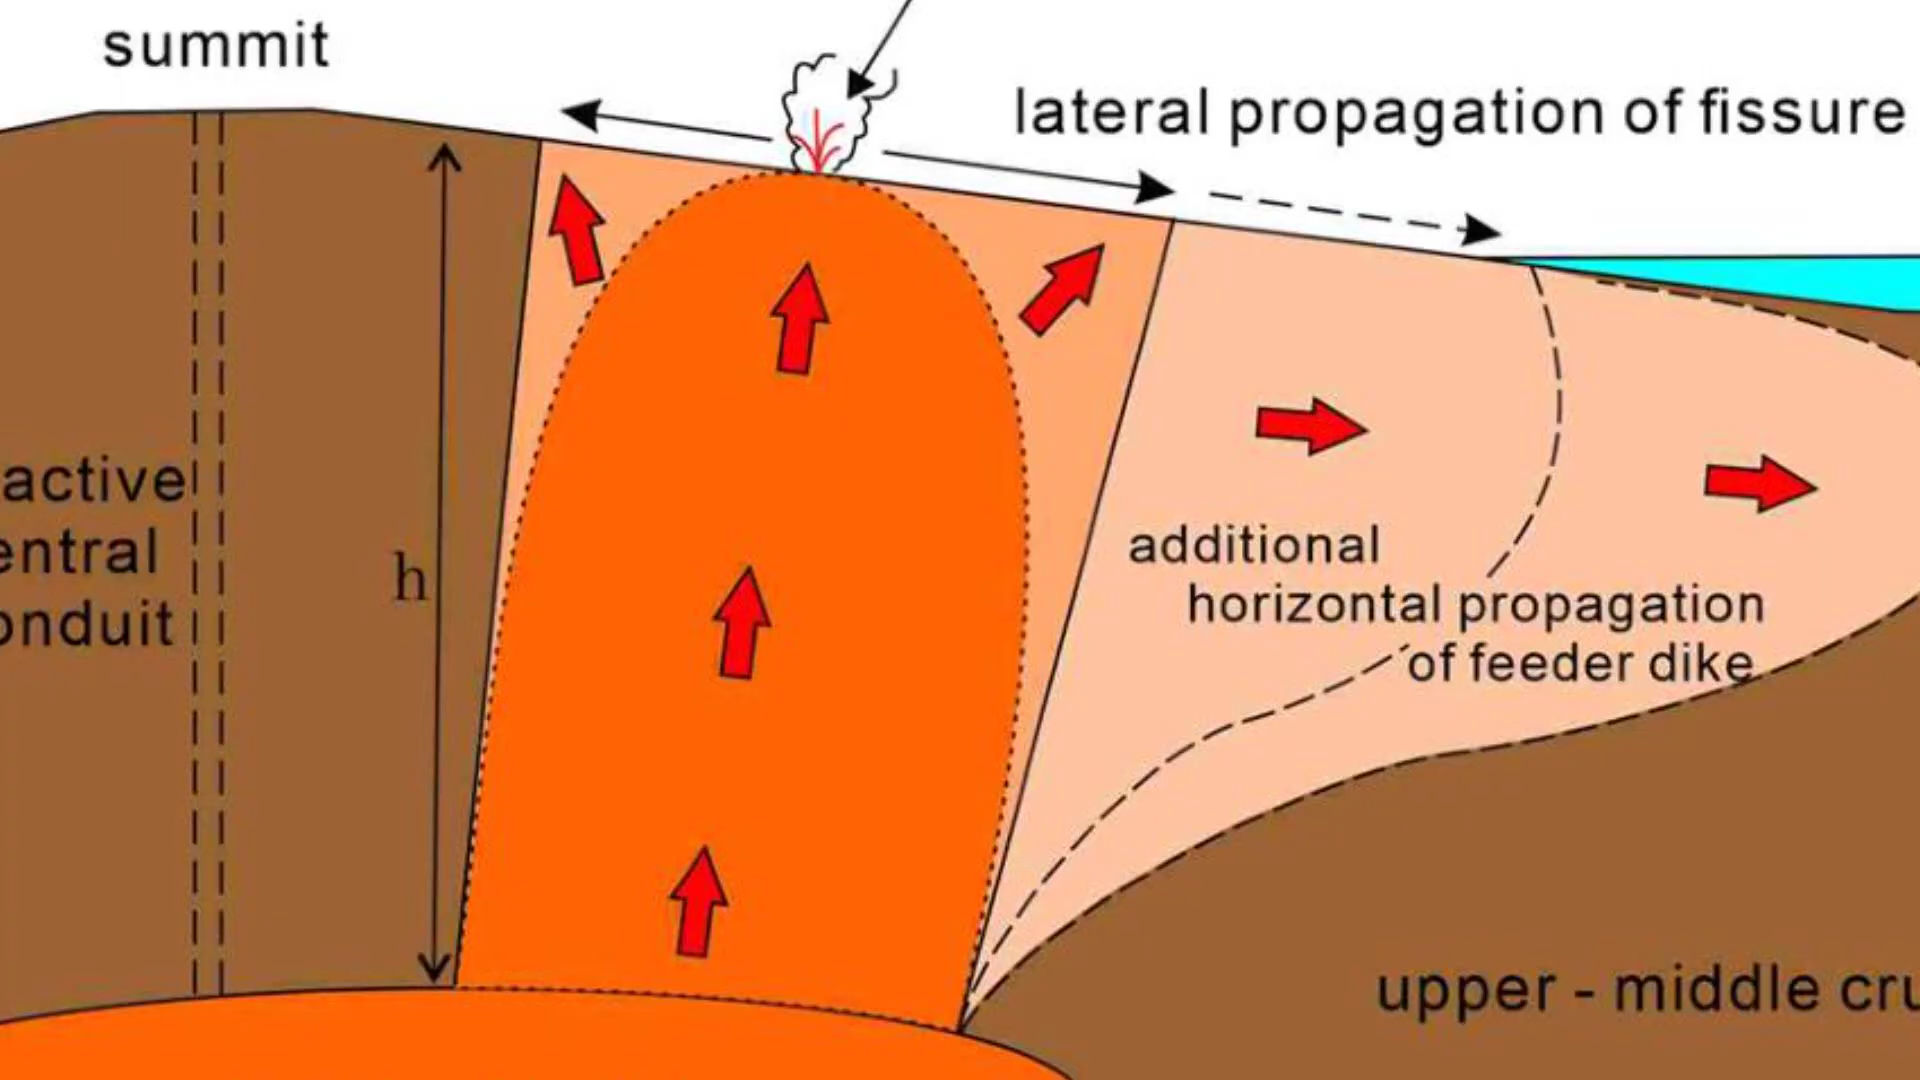 summit
lateral propagation of fissure
active
entral
onduit
h
additional
horizontal propagation
of feeder dike
upper - middle cru